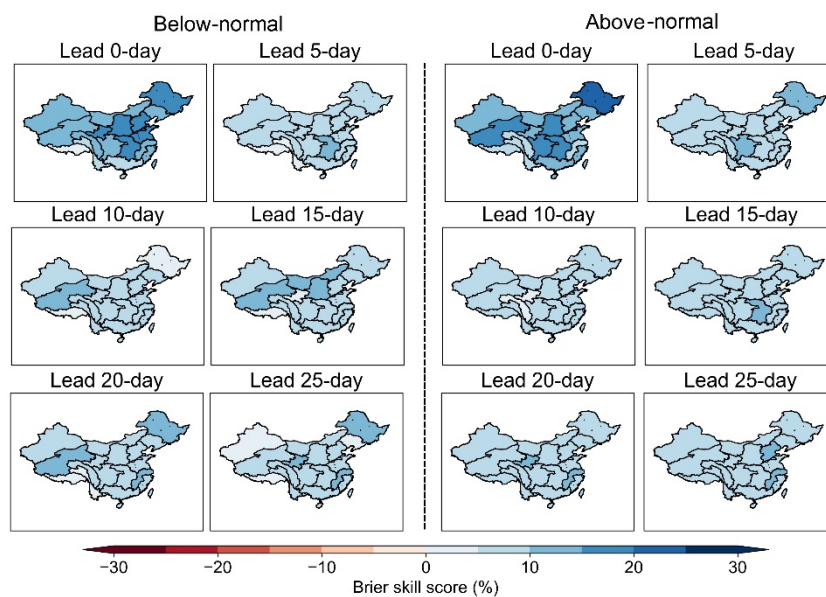 Below-normal
Above-normal
Lead 0-day
Lead 5-day
Lead 0-day
Lead 5-day
Lead 10-day
Lead 15-day
Lead 10-day
Lead 15-day
Lead 20-day
Lead 25-day
Lead 20-day
Lead 25-day
−30 −20 −10 0 10 20 30
Brier skill score (%)